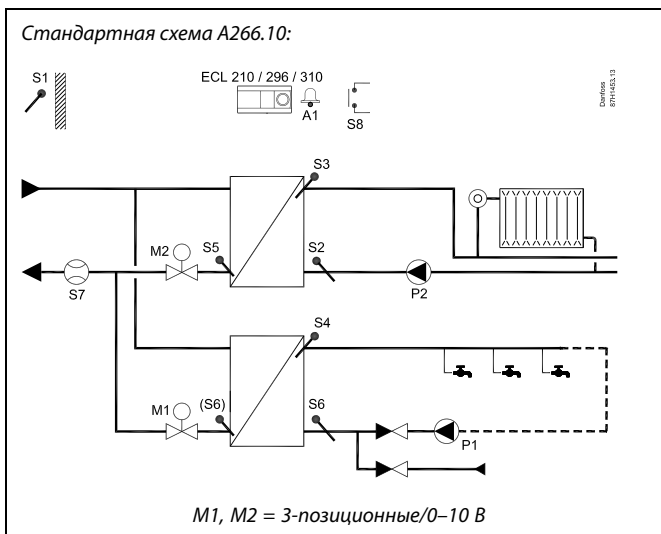 Стандартная схема A266.10:
S1
ECL 210 / 296 / 310
A1
S8
Danfoss
87H1453.13
S3
M2
S5
S2
S7
P2
S4
M1
(S6)
S6
P1
M1, M2 = 3-позиционные/0–10 В